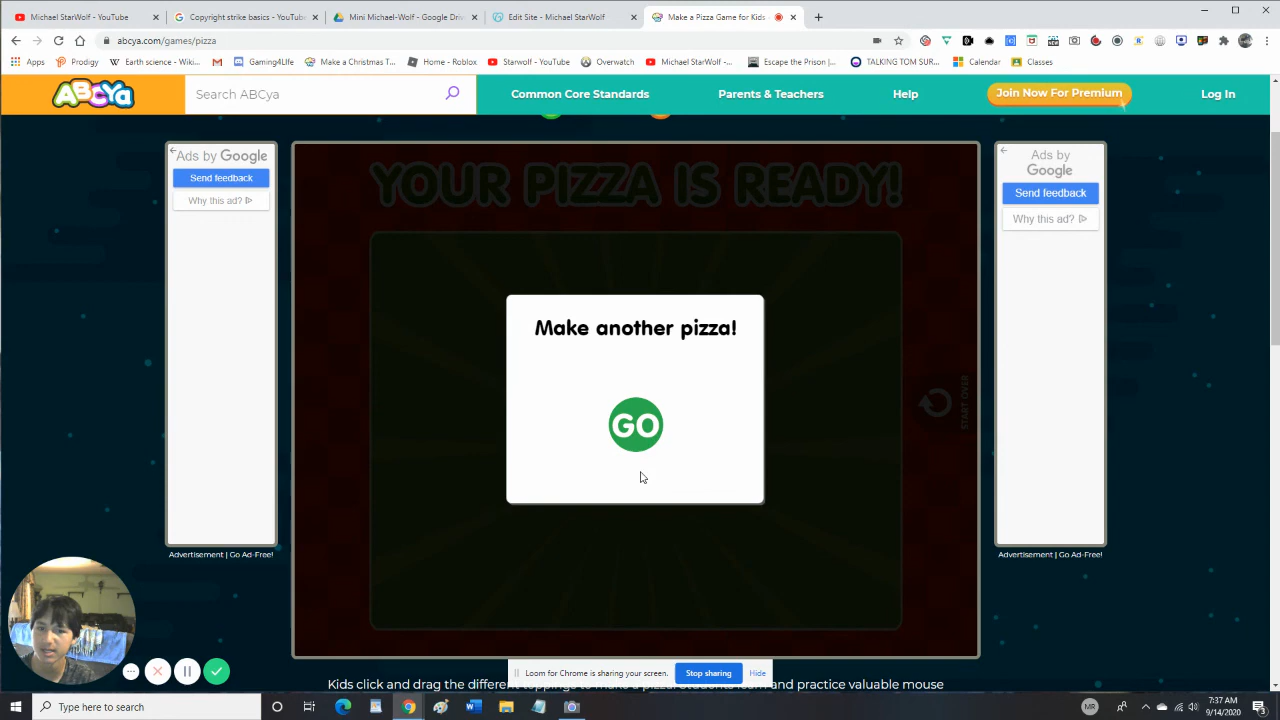 Michael StarWolf - YouTube
Copyright strike basics - YouTube
Mini Michael-Wolf - Google Driv
Edit Site - Michael StarWolf
Make a Pizza Game for Kids
abcya.com/games/pizza
Apps
Prodigy
Earth science - Wiki...
Gaming4Life
Make a Christmas T...
Home - Roblox
Starwolf - YouTube
Overwatch
Michael StarWolf -...
Escape the Prison |...
TALKING TOM SUR...
Calendar
Classes
ABCYa
Search ABCya
Common Core Standards
Parents & Teachers
Help
Join Now For Premium
Log In
Ads by Google
Send feedback
Why this ad?
YOUR PIZZA IS READY!
Ads by
Google
Send feedback
Why this ad?
Make another pizza!
GO
START OVER
Advertisement | Go Ad-Free!
Advertisement | Go Ad-Free!
Loom for Chrome is sharing your screen.
Stop sharing
Hide
Kids click and drag the different toppings to make a pizza. Students learn and practice valuable mouse
Type here to search
MR
7:37 AM
9/14/2020
3